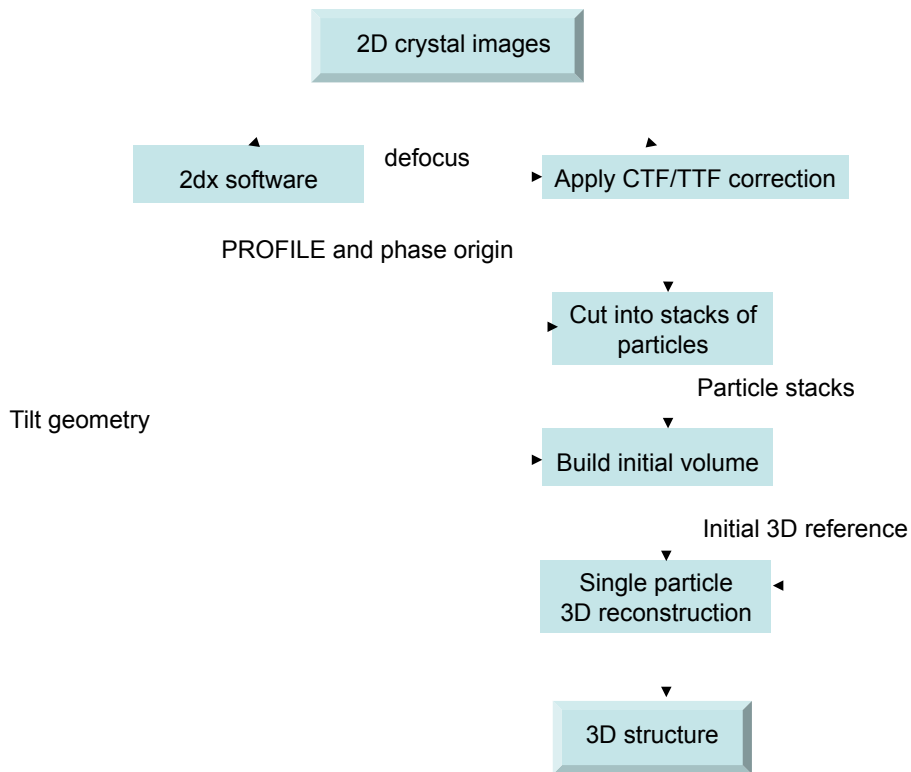 2D crystal images
defocus
2dx software
Apply CTF/TTF correction
PROFILE and phase origin
Cut into stacks of
particles
Particle stacks
Tilt geometry
Build initial volume
Initial 3D reference
Single particle
3D reconstruction
3D structure